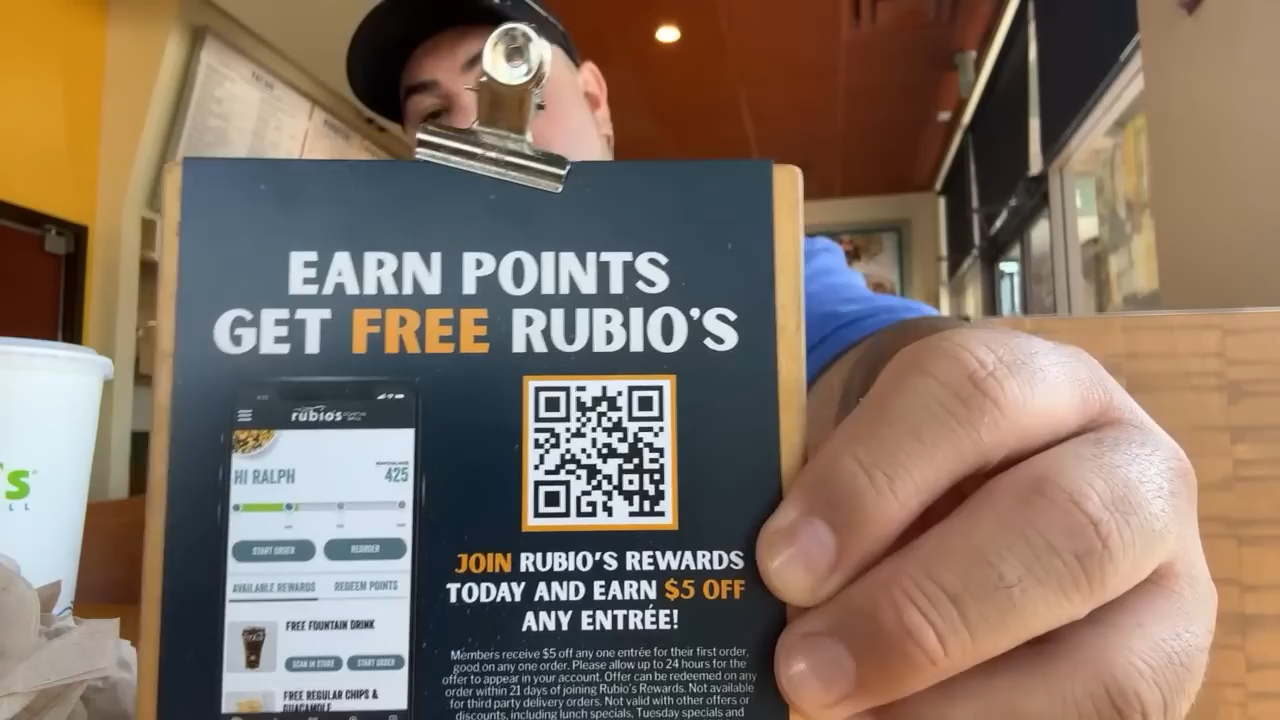 EARN POINTS
GET FREE RUBIO'S
rubio's
HI RALPH
425
START ORDER
REORDER
AVAILABLE REWARDS
REDEEM POINTS
FREE FOUNTAIN DRINK
SCAN IN STORE
START ORDER
FREE REGULAR CHIPS &
GUACAMOLE
JOIN RUBIO'S REWARDS
TODAY AND EARN $5 OFF
ANY ENTRÉE!
Members receive $5 off any one entrée for their first order,
good on any one order. Please allow up to 24 hours for the
offer to appear in your account. Offer can be redeemed on any
order within 21 days of joining Rubio's Rewards. Not available
for third party delivery orders. Not valid with other offers or
discounts, including lunch specials, Tuesday specials and
's
LL